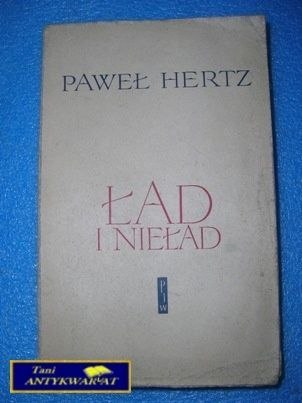 PAWEŁ HERTZ
ŁAD
I NIEŁAD
P
I
W
Tani
ANTYKWARIAT